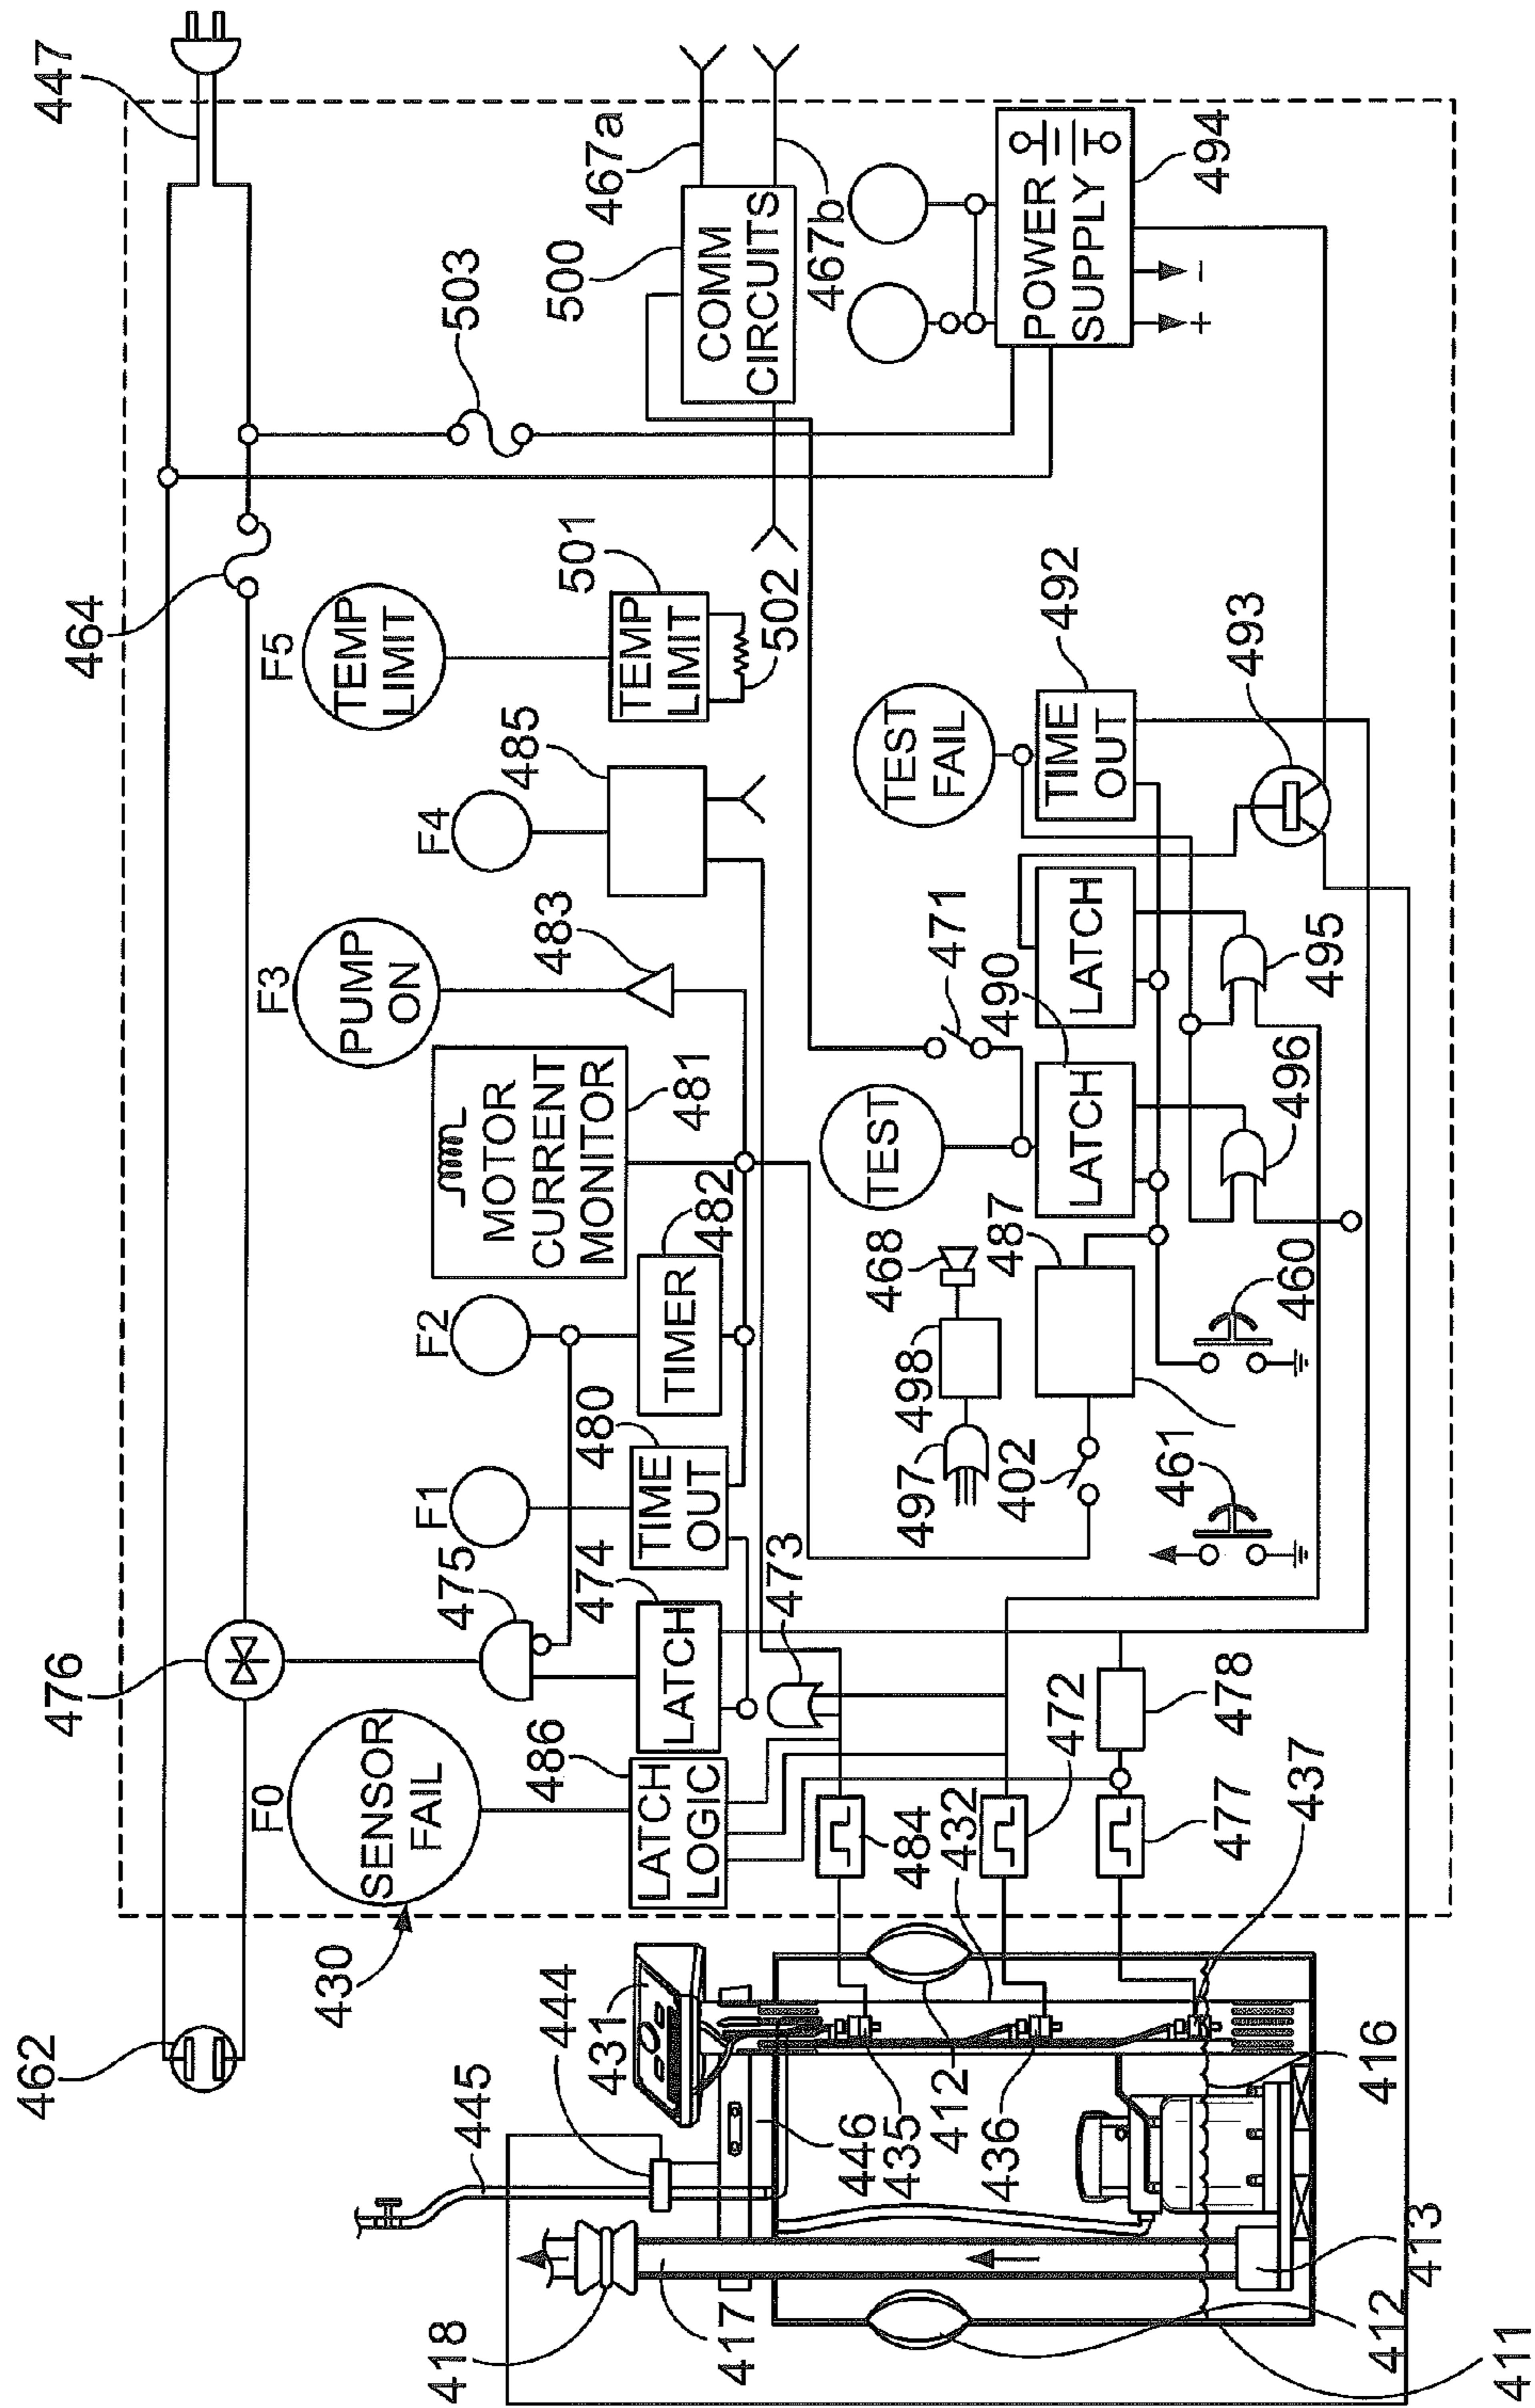 447
464
476
462
467a
500
503
COMM
CIRCUITS
467b
POWER
SUPPLY
494
+
−
F5
TEMP
LIMIT
501
TEMP
LIMIT
502
485
F4
F3
PUMP
ON
483
MOTOR
CURRENT
MONITOR
481
F2
482
TIMER
480
F1
TIME
OUT
475
474
LATCH
473
F0
SENSOR
FAIL
486
LATCH
LOGIC
430
TEST
FAIL
492
TIME
OUT
493
LATCH
471
490
495
TEST
LATCH
496
487
468
498
497
402
460
461
484
472
432
478
477
437
444
445
431
446
435
412
436
416
418
417
412
413
411